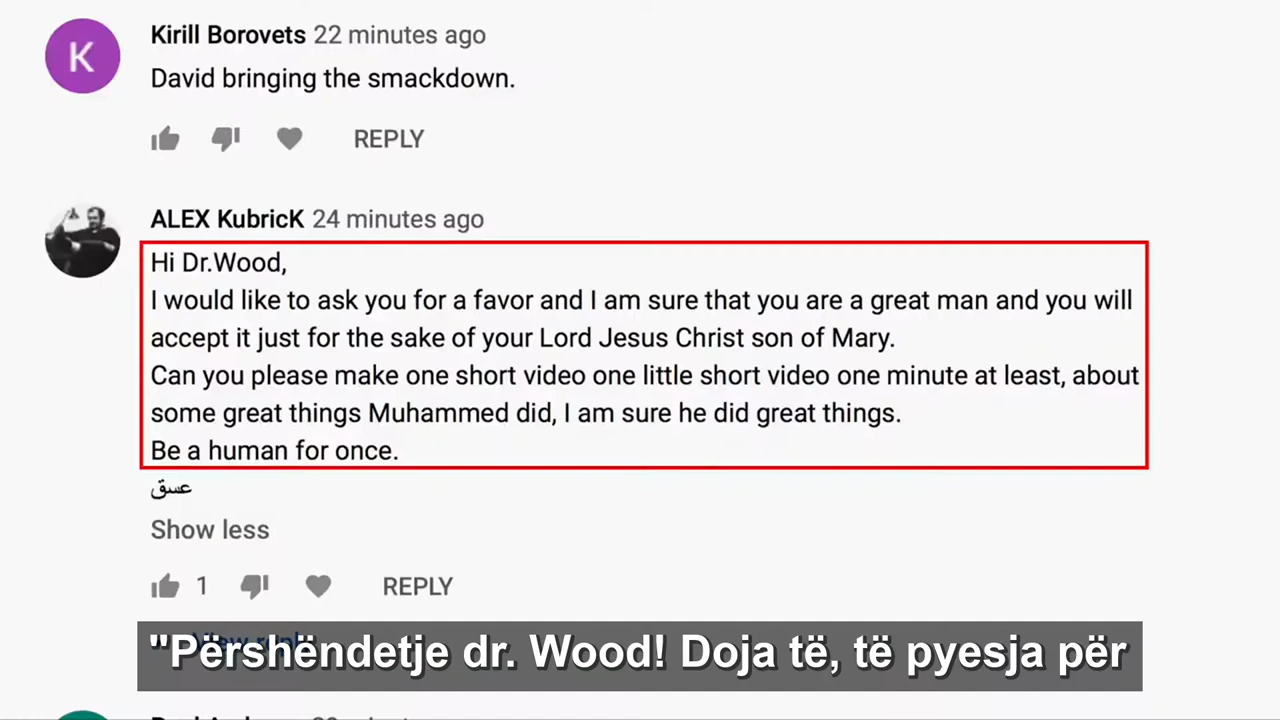 Kirill Borovets 22 minutes ago
K
David bringing the smackdown.
REPLY
ALEX KubricK 24 minutes ago
Hi Dr.Wood,
I would like to ask you for a favor and I am sure that you are a great man and you will
accept it just for the sake of your Lord Jesus Christ son of Mary.
Can you please make one short video one little short video one minute at least, about
some great things Muhammed did, I am sure he did great things.
Be a human for once.
عسق
Show less
1 REPLY
"Përshëndetje dr. Wood! Doja të, të pyesja për